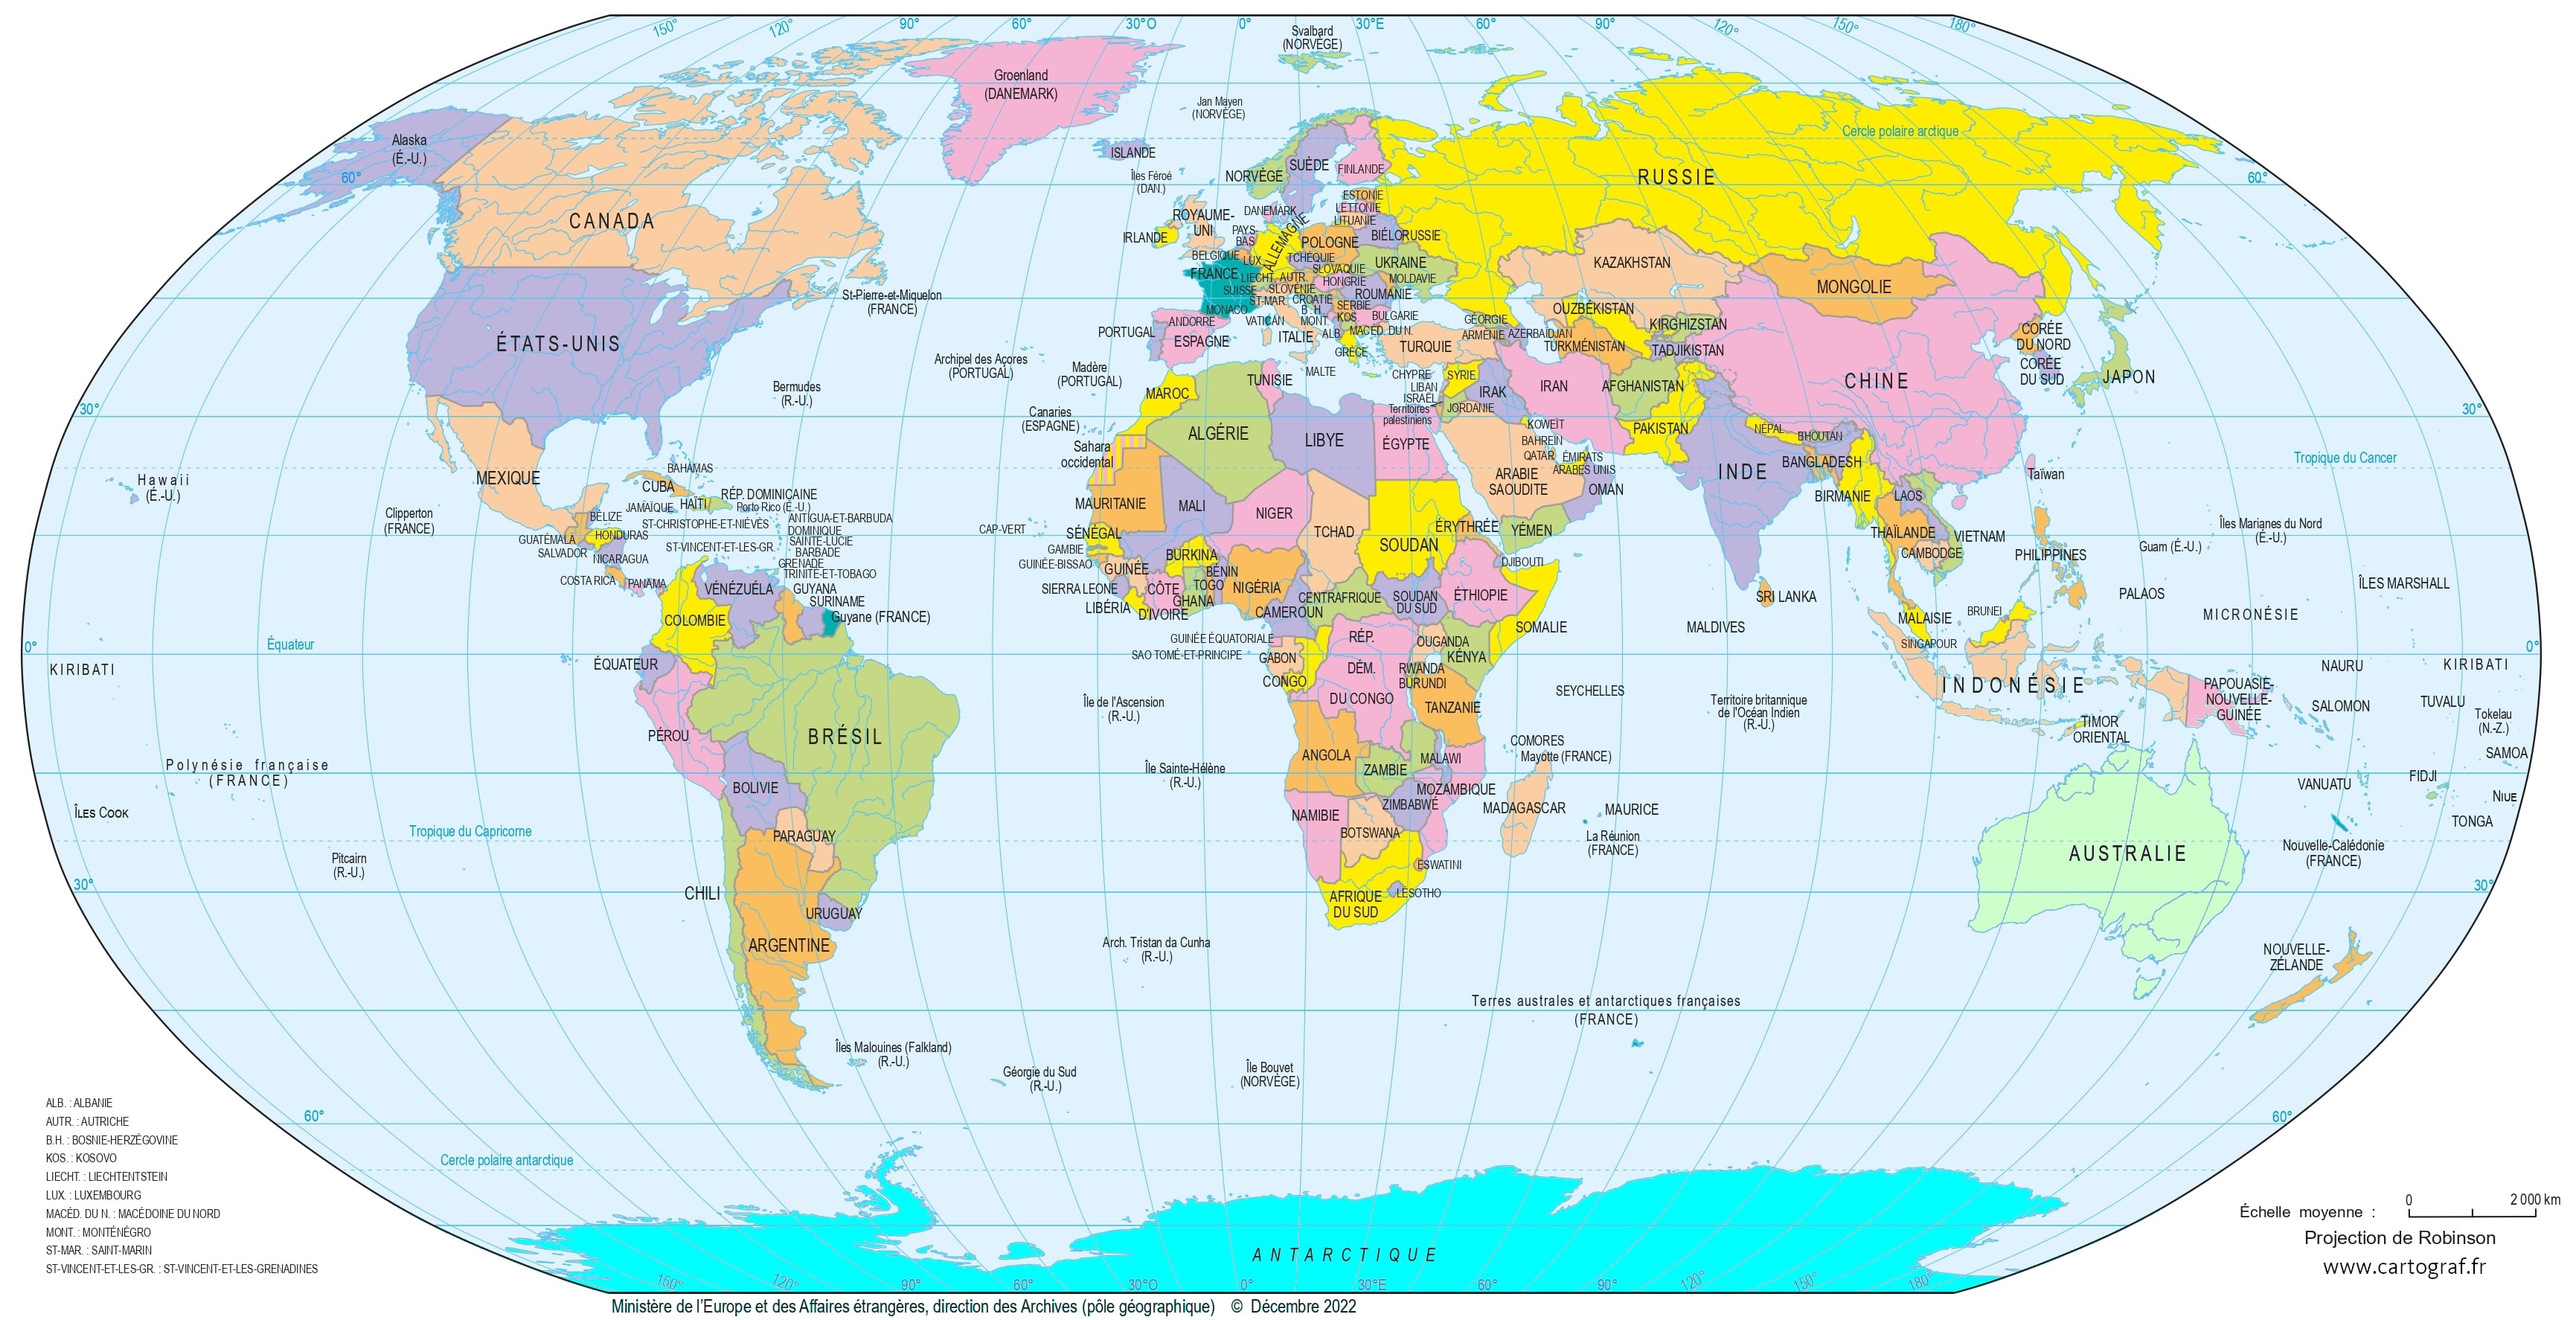 150°
120°
90°
60°
30°O
0°
30°E
60°
90°
120°
150°
180°
Svalbard
(NORVÈGE)
Groenland
(DANEMARK)
Jan Mayen
(NORVÈGE)
Alaska
(É.-U.)
Cercle polaire arctique
ISLANDE
Îles Féroé
(DAN.)
NORVÈGE
SUÈDE
FINLANDE
RUSSIE
60°
60°
CANADA
ESTONIE
LETTONIE
LITUANIE
DANEMARK
ROYAUME-
UNI
IRLANDE
PAYS-
BAS
ALLEMAGNE
POLOGNE
BIÉLORUSSIE
BELGIQUE
LUX.
TCHÉQUIE
SLOVAQUIE
UKRAINE
FRANCE
LIECHT.
AUTR.
HONGRIE
MOLDAVIE
SUISSE
SLOVÉNIE
ROUMANIE
ST-MAR.
CROATIE
B. H.
SERBIE
MONACO
VATICAN
MONT.
KOS.
BULGARIE
ANDORRE
ALB.
MACÉD. DU N.
PORTUGAL
ESPAGNE
ITALIE
GRÈCE
MALTE
TURQUIE
GÉORGIE
ARMÉNIE
AZERBAÏDJAN
KAZAKHSTAN
OUZBÉKISTAN
KIRGHIZSTAN
TURKMÉNISTAN
TADJIKISTAN
MONGOLIE
CORÉE
DU NORD
CORÉE
DU SUD
JAPON
CHINE
St-Pierre-et-Miquelon
(FRANCE)
ÉTATS-UNIS
Archipel des Açores
(PORTUGAL)
Madère
(PORTUGAL)
Bermudes
(R.-U.)
Canaries
(ESPAGNE)
30°
30°
MAROC
TUNISIE
ALGÉRIE
LIBYE
ÉGYPTE
CHYPRE
LIBAN
ISRAËL
Territoires
palestiniens
SYRIE
JORDANIE
IRAK
IRAN
AFGHANISTAN
KOWEÏT
BAHREÏN
QATAR
ÉMIRATS
ARABES UNIS
PAKISTAN
NÉPAL
BHOUTAN
INDE
BANGLADESH
BIRMANIE
LAOS
Taïwan
Tropique du Cancer
Sahara
occidental
ARABIE
SAOUDITE
OMAN
YÉMEN
Hawaii
(É.-U.)
MEXIQUE
BAHAMAS
CUBA
Clipperton
(FRANCE)
BELIZE
JAMAÏQUE
HAÏTI
RÉP. DOMINICAINE
Porto Rico (É.-U.)
ST-CHRISTOPHE-ET-NIÉVÈS
ANTIGUA-ET-BARBUDA
DOMINIQUE
SAINTE-LUCIE
BARBADE
GRENADE
TRINITÉ-ET-TOBAGO
GUATÉMALA
HONDURAS
SALVADOR
NICARAGUA
ST-VINCENT-ET-LES-GR.
COSTA RICA
PANAMA
VÉNÉZUÉLA
GUYANA
SURINAME
Guyane (FRANCE)
COLOMBIE
CAP-VERT
MAURITANIE
MALI
NIGER
TCHAD
SOUDAN
ÉRYTHRÉE
SÉNÉGAL
GAMBIE
GUINÉE-BISSAO
GUINÉE
BURKINA
SIERRA LEONE
LIBÉRIA
CÔTE
D'IVOIRE
GHANA
TOGO
BÉNIN
NIGÉRIA
CAMEROUN
CENTRAFRIQUE
SOUDAN
DU SUD
DJIBOUTI
ÉTHIOPIE
SOMALIE
THAÏLANDE
VIETNAM
CAMBODGE
PHILIPPINES
Îles Marianes du Nord
(É.-U.)
Guam (É.-U.)
SRI LANKA
MALDIVES
PALAOS
ÎLES MARSHALL
MICRONÉSIE
MALAISIE
BRUNEI
SINGAPOUR
Équateur
0°
0°
KIRIBATI
ÉQUATEUR
GUINÉE ÉQUATORIALE
SAO TOMÉ-ET-PRINCIPE
GABON
CONGO
RÉP.
DÉM.
DU CONGO
OUGANDA
KÉNYA
RWANDA
BURUNDI
TANZANIE
INDONÉSIE
NAURU
KIRIBATI
PAPOUASIE-
NOUVELLE-
GUINÉE
SALOMON
TUVALU
Tokelau
(N.-Z.)
TIMOR
ORIENTAL
SEYCHELLES
Territoire britannique
de l'Océan Indien
(R.-U.)
Île de l'Ascension
(R.-U.)
BRÉSIL
PÉROU
COMORES
Mayotte (FRANCE)
SAMOA
Polynésie française
(FRANCE)
BOLIVIE
Île Sainte-Hélène
(R.-U.)
ANGOLA
ZAMBIE
MALAWI
MOZAMBIQUE
ZIMBABWÉ
MADAGASCAR
MAURICE
VANUATU
FIDJI
NIUE
TONGA
ÎLES COOK
NAMIBIE
BOTSWANA
La Réunion
(FRANCE)
Nouvelle-Calédonie
(FRANCE)
Tropique du Capricorne
PARAGUAY
Pitcairn
(R.-U.)
AUSTRALIE
ESWATINI
LÉSOTHO
30°
30°
CHILI
URUGUAY
AFRIQUE
DU SUD
ARGENTINE
Arch. Tristan da Cunha
(R.-U.)
NOUVELLE-
ZÉLANDE
Terres australes et antarctiques françaises
(FRANCE)
Îles Malouines (Falkland)
(R.-U.)
Géorgie du Sud
(R.-U.)
Île Bouvet
(NORVÈGE)
60°
60°
Cercle polaire antarctique
ANTARCTIQUE
150°
120°
90°
60°
30°O
0°
30°E
60°
90°
120°
150°
180°
ALB. : ALBANIE
AUTR. : AUTRICHE
B.H. : BOSNIE-HERZÉGOVINE
KOS. : KOSOVO
LIECHT. : LIECHTENTSTEIN
LUX. : LUXEMBOURG
MACÉD. DU N. : MACÉDOINE DU NORD
MONT. : MONTÉNÉGRO
ST-MAR. : SAINT-MARIN
ST-VINCENT-ET-LES-GR. : ST-VINCENT-ET-LES-GRENADINES
0 2 000 km
Échelle moyenne :
Projection de Robinson
www.cartograf.fr
Ministère de l'Europe et des Affaires étrangères, direction des Archives (pôle géographique) © Décembre 2022